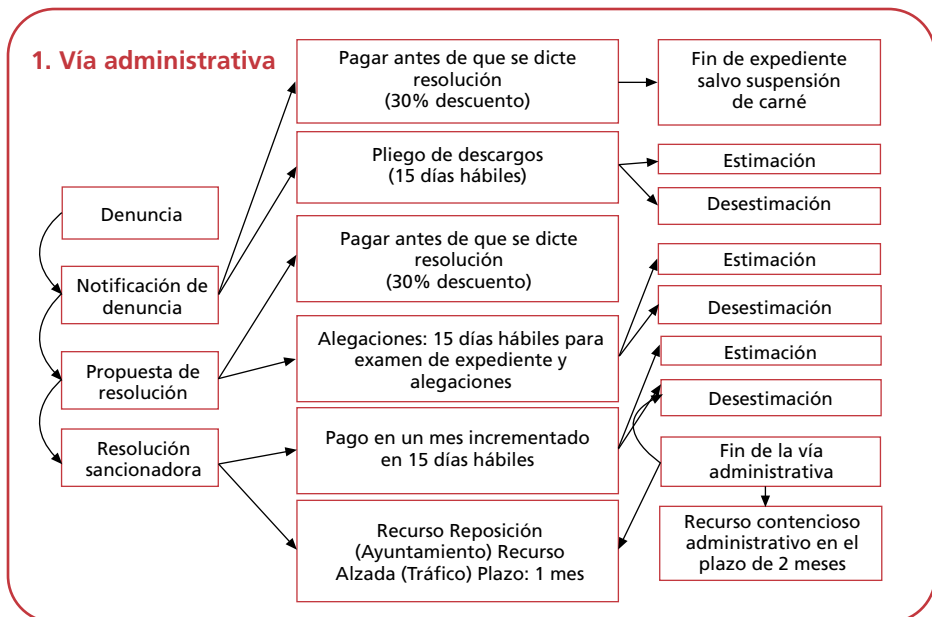 1. Vía administrativa
Denuncia
Notificación de
denuncia
Propuesta de
resolución
Resolución
sancionadora
Pagar antes de que se dicte
resolución
(30% descuento)
Pliego de descargos
(15 días hábiles)
Pagar antes de que se dicte
resolución
(30% descuento)
Alegaciones: 15 días hábiles para
examen de expediente y
alegaciones
Pago en un mes incrementado
en 15 días hábiles
Recurso Reposición
(Ayuntamiento) Recurso
Alzada (Tráfico) Plazo: 1 mes
Fin de expediente
salvo suspensión
de carné
Estimación
Desestimación
Estimación
Desestimación
Estimación
Desestimación
Fin de la vía
administrativa
Recurso contencioso
administrativo en el
plazo de 2 meses